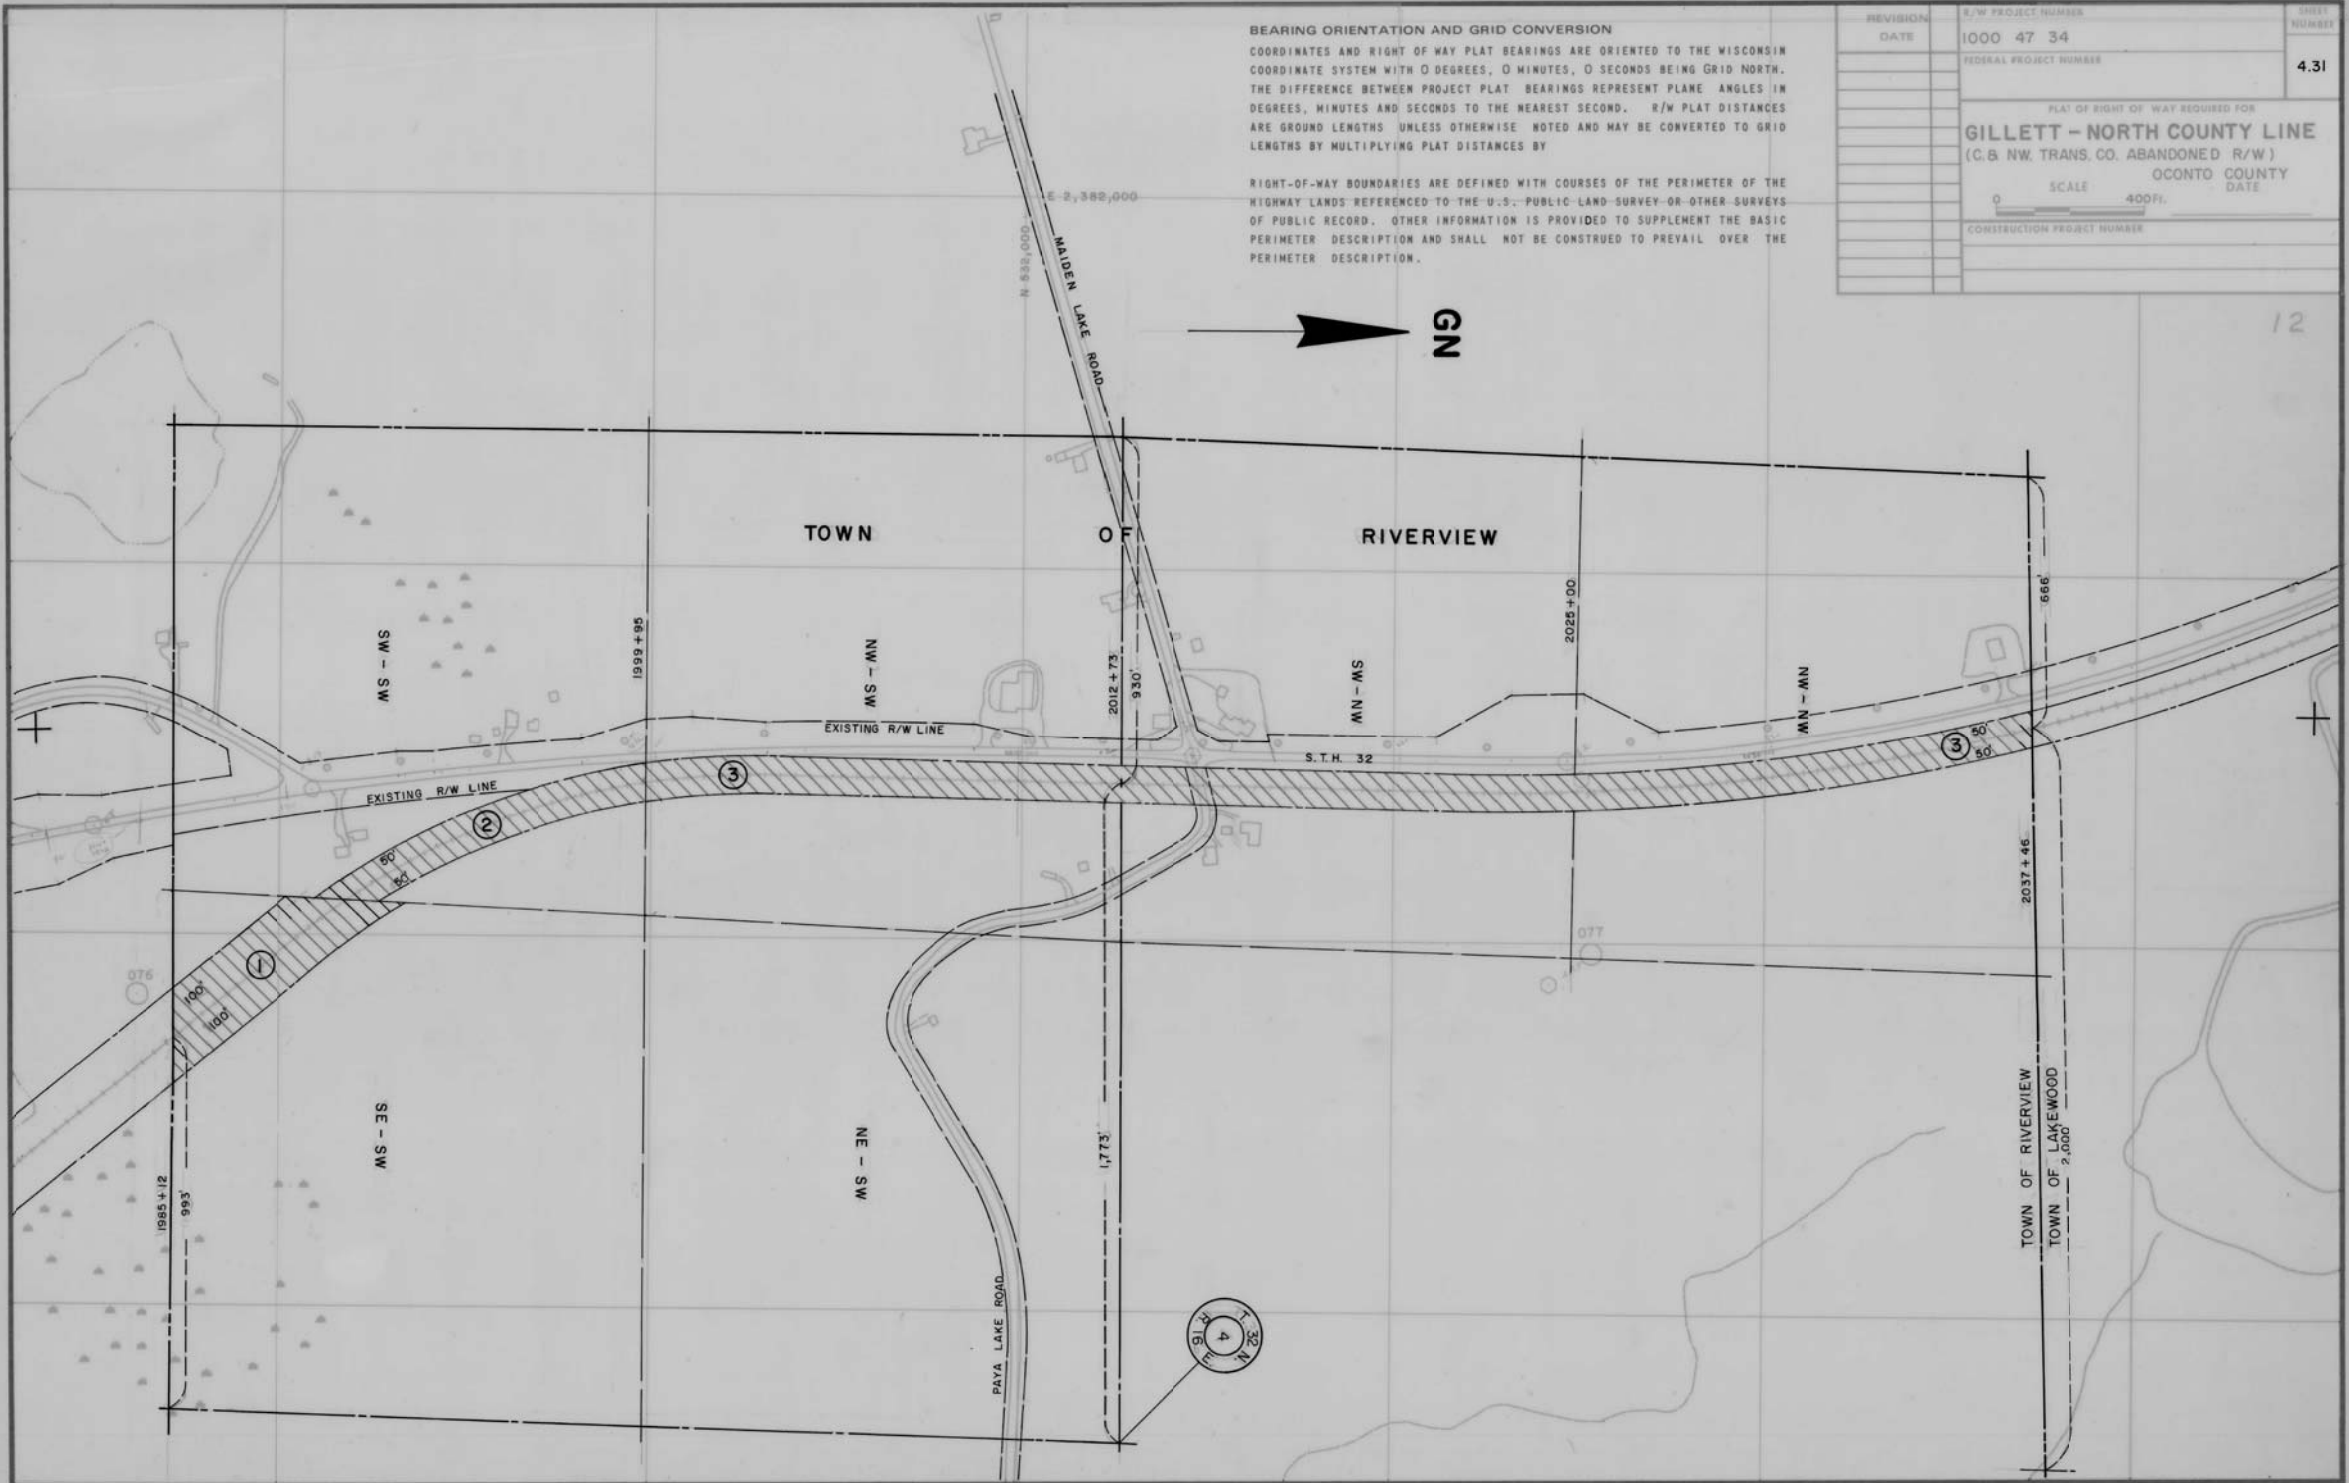 BEARING ORIENTATION AND GRID CONVERSION
COORDINATES AND RIGHT OF WAY PLAT BEARINGS ARE ORIENTED TO THE WISCONSIN
COORDINATE SYSTEM WITH O DEGREES, O MINUTES, O SECONDS BEING GRID NORTH.
THE DIFFERENCE BETWEEN PROJECT PLAT BEARINGS REPRESENT PLANE ANGLES IN
DEGREES, MINUTES AND SECONDS TO THE NEAREST SECOND. R/W PLAT DISTANCES
ARE GROUND LENGTHS UNLESS OTHERWISE NOTED AND MAY BE CONVERTED TO GRID
LENGTHS BY MULTIPLYING PLAT DISTANCES BY
RIGHT-OF-WAY BOUNDARIES ARE DEFINED WITH COURSES OF THE PERIMETER OF THE
HIGHWAY LANDS REFERENCED TO THE U.S. PUBLIC LAND SURVEY OR OTHER SURVEYS
OF PUBLIC RECORD. OTHER INFORMATION IS PROVIDED TO SUPPLEMENT THE BASIC
PERIMETER DESCRIPTION AND SHALL NOT BE CONSTRUED TO PREVAIL OVER THE
PERIMETER DESCRIPTION.
REVISION
DATE
R/W PROJECT NUMBER
1000 47 34
FEDERAL PROJECT NUMBER
SHEET
NUMBER
4.31
PLAT OF RIGHT OF WAY REQUIRED FOR
GILLETT - NORTH COUNTY LINE
(C. & NW. TRANS. CO. ABANDONED R/W)
OCONTO COUNTY
SCALE
DATE
0 400 Ft.
CONSTRUCTION PROJECT NUMBER
12
E 2,382,000
N 532,000
MAIDEN LAKE ROAD
GN
TOWN OF RIVERVIEW
SW - SW
1999 + 95
NW - SW
2012 + 73
930'
SW - NW
2025 + 00
NW - NW
666'
EXISTING R/W LINE
EXISTING R/W LINE
S.T.H. 32
3
3
50'
50'
2
50'
50'
1
100'
100'
076
077
2037 + 46
1985 + 12
993'
SE - SW
NE - SW
1,773'
PAYA LAKE ROAD
T. 32 N.
4
R. 16 E.
TOWN OF RIVERVIEW
TOWN OF LAKEWOOD
2,000'